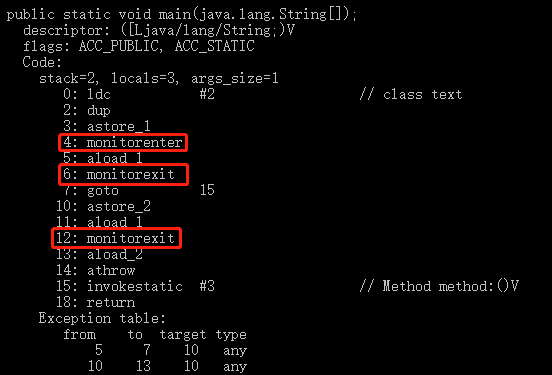 public static void main(java.lang.String[]);
descriptor: ([Ljava/lang/String;)V
flags: ACC_PUBLIC, ACC_STATIC
Code:
stack=2, locals=3, args_size=1
0: ldc #2 // class text
2: dup
3: astore_1
4: monitorenter
5: aload_1
6: monitorexit
7: goto 15
10: astore_2
11: aload_1
12: monitorexit
13: aload_2
14: athrow
15: invokestatic #3 // Method method:()V
18: return
Exception table:
from to target type
5 7 10 any
10 13 10 any